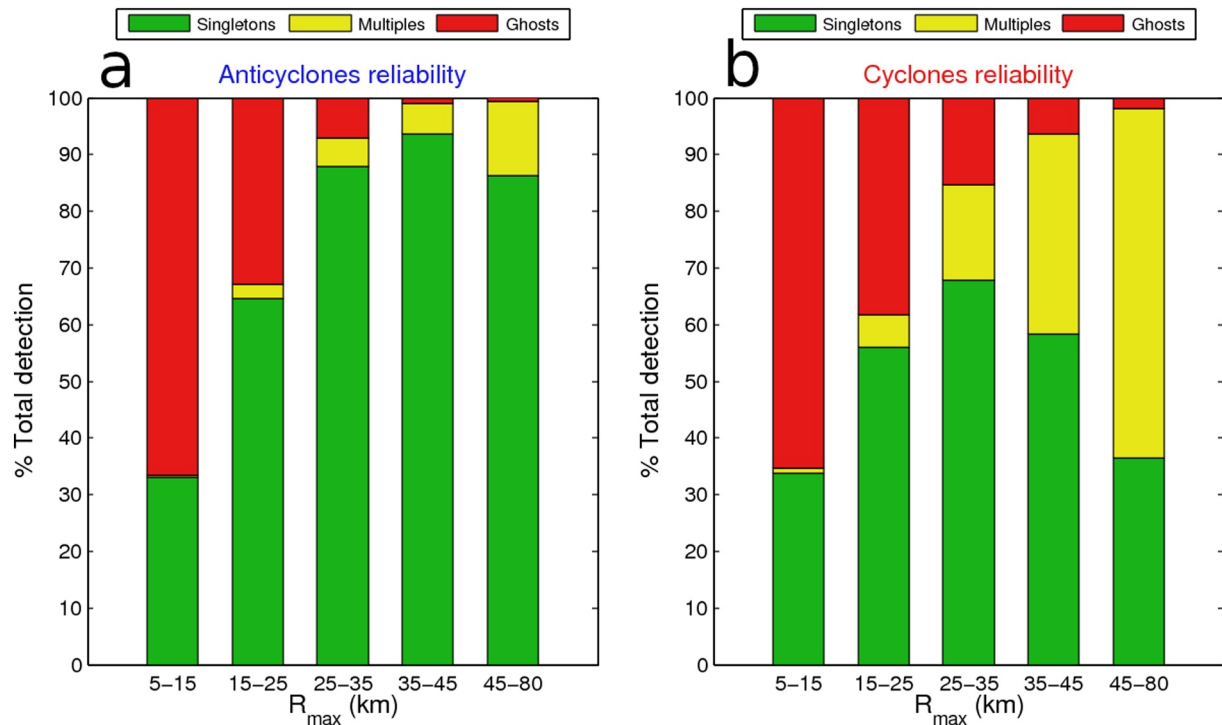 Singletons Multiples Ghosts
a
Anticyclones reliability
% Total detection
100
90
80
70
60
50
40
30
20
10
0
5−15 15−25 25−35 35−45 45−80
Rmax (km)
Singletons Multiples Ghosts
b
Cyclones reliability
% Total detection
100
90
80
70
60
50
40
30
20
10
0
5−15 15−25 25−35 35−45 45−80
Rmax (km)